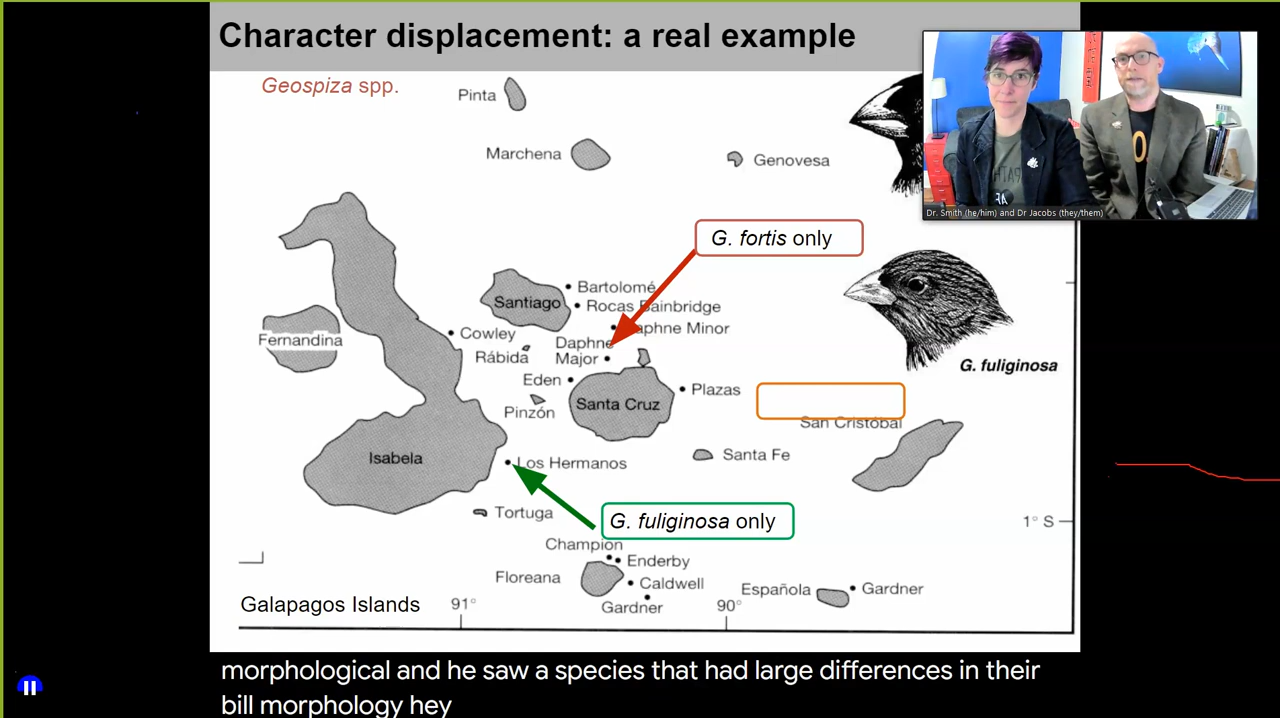 Character displacement: a real example
Geospiza spp.
Pinta
Marchena
Genovesa
Dr. Smith (he/him) and Dr Jacobs (they/them)
G. fortis only
Bartolomé
Santiago
Rocas Bainbridge
Daphne Minor
Cowley
Fernandina
Daphne
Rábida
Major
G. fuliginosa
Eden
Plazas
Santa Cruz
Pinzón
San Cristóbal
Isabela
Los Hermanos
Santa Fe
Tortuga
G. fuliginosa only
1° S
Champion
Enderby
Floreana
Caldwell
Española
Gardner
Gardner
Galapagos Islands
91°
90°
morphological and he saw a species that had large differences in their
bill morphology hey